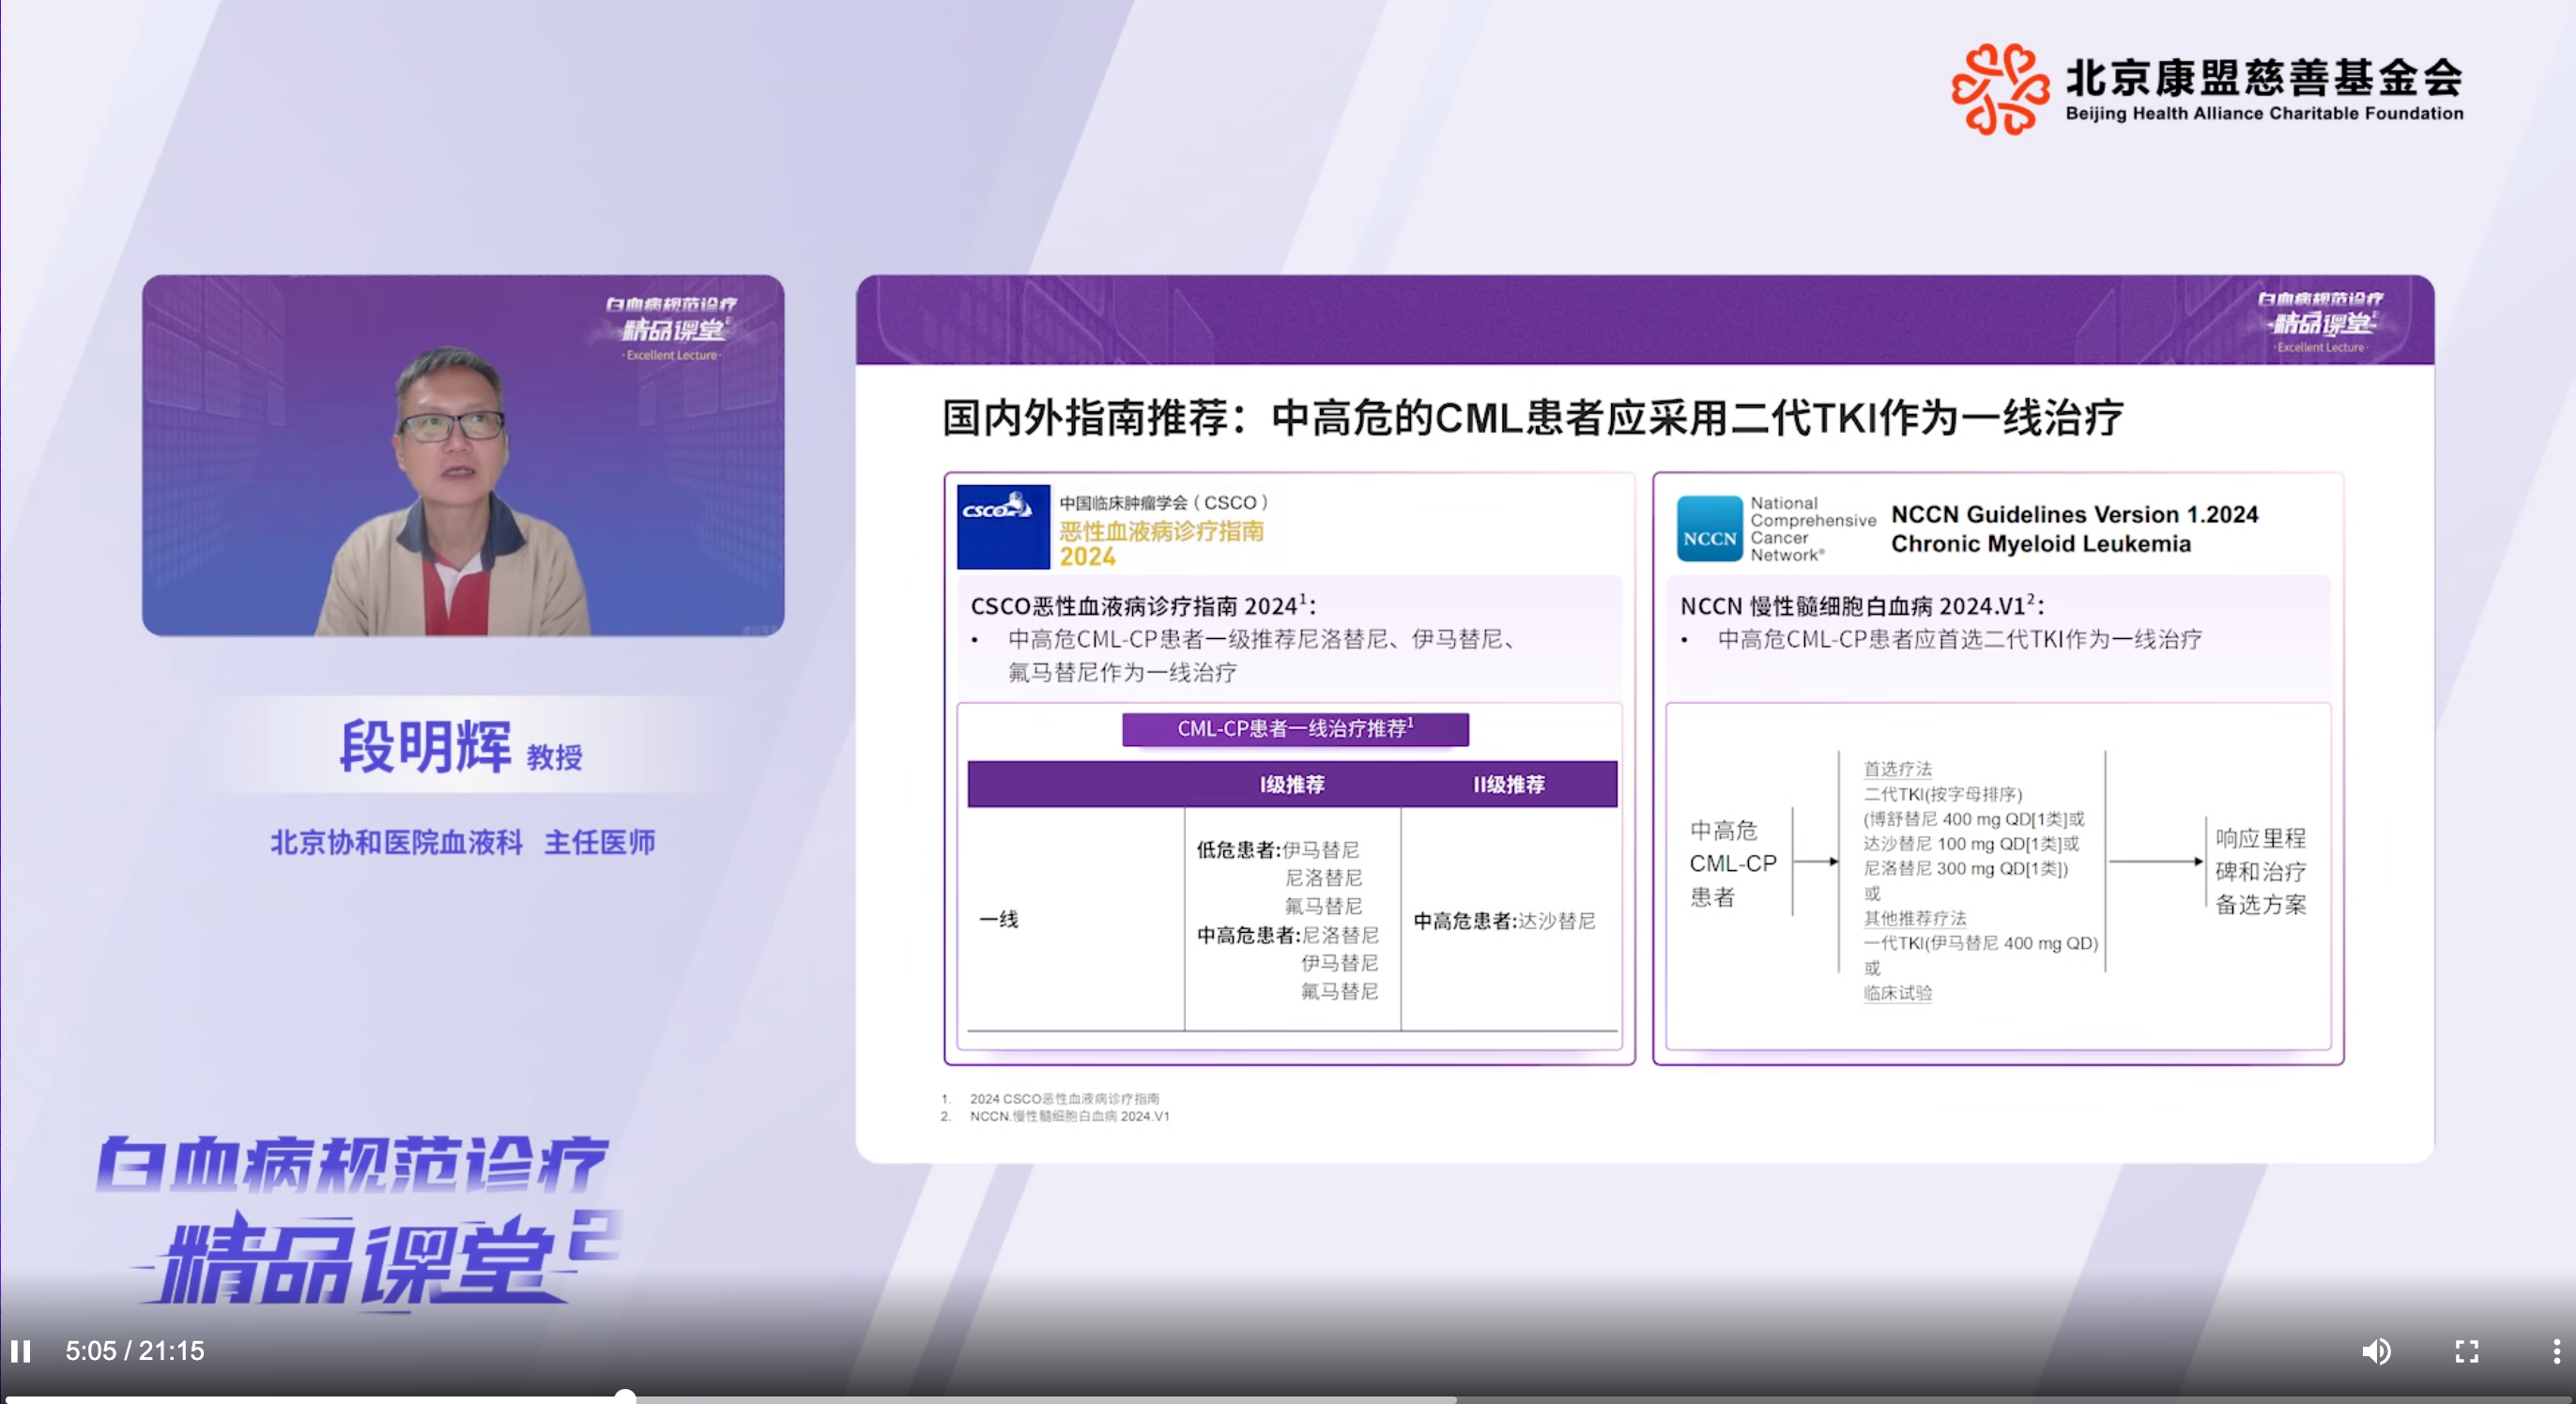 北京康盟慈善基金会
Beijing Health Alliance Charitable Foundation
白血病规范诊疗
精品课堂2
·Excellent Lecture·
段明辉 教授
北京协和医院血液科 主任医师
白血病规范诊疗
精品课堂2
白血病规范诊疗
精品课堂2
·Excellent Lecture·
国内外指南推荐：中高危的CML患者应采用二代TKI作为一线治疗
CSCO
中国临床肿瘤学会（CSCO）
恶性血液病诊疗指南
2024
CSCO恶性血液病诊疗指南 2024¹：
• 中高危CML-CP患者一级推荐尼洛替尼、伊马替尼、
氟马替尼作为一线治疗
CML-CP患者一线治疗推荐¹
I级推荐 II级推荐
一线
低危患者:伊马替尼
尼洛替尼
氟马替尼
中高危患者:尼洛替尼
伊马替尼
氟马替尼
中高危患者:达沙替尼
NCCN
National
Comprehensive
Cancer
Network®
NCCN Guidelines Version 1.2024
Chronic Myeloid Leukemia
NCCN 慢性髓细胞白血病 2024.V1²：
• 中高危CML-CP患者应首选二代TKI作为一线治疗
中高危
CML-CP
患者
首选疗法
二代TKI(按字母排序)
(博舒替尼 400 mg QD[1类]或
达沙替尼 100 mg QD[1类]或
尼洛替尼 300 mg QD[1类])
或
其他推荐疗法
一代TKI(伊马替尼 400 mg QD)
或
临床试验
响应里程
碑和治疗
备选方案
1. 2024 CSCO恶性血液病诊疗指南
2. NCCN.慢性髓细胞白血病 2024.V1
5:05 / 21:15